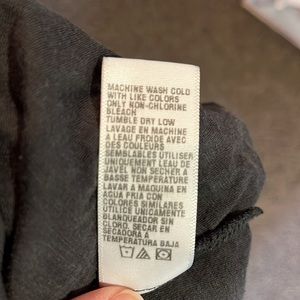 MACHINE WASH COLD
WITH LIKE COLORS
ONLY NON-CHLORINE
BLEACH
TUMBLE DRY LOW
LAVAGE EN MACHINE
A LEAU FROIDE AVEC
DES COULEURS
SEMBLABLES UTILISER
UNIQUEMENT LEAU DE
JAVEL NON SECHER A
BASSE TEMPERATURE
LAVAR A MAQUINA EN
AGUA FRIA CON
COLORES SIMILARES
UTILICE UNICAMENTE
BLANQUEADOR SIN
CLORO, SECAR EN
SECADORA A
TEMPERATURA BAJA